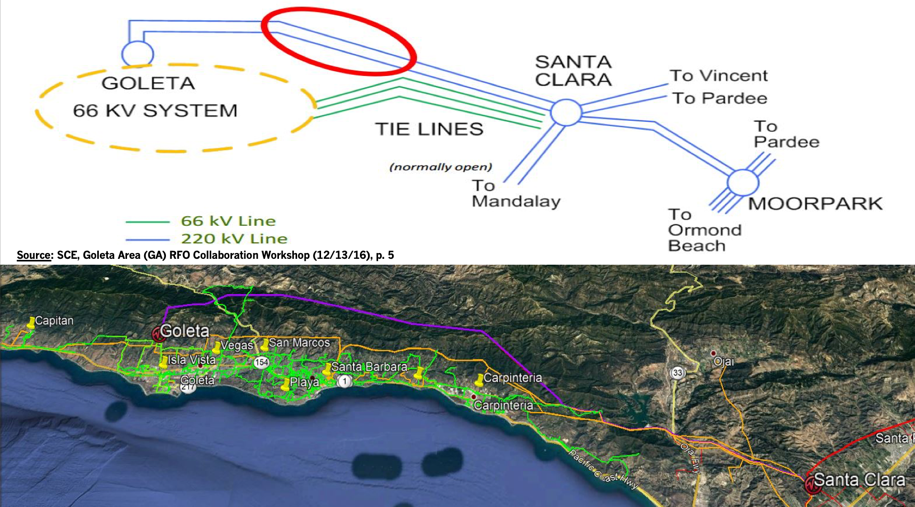 GOLETA
66 KV SYSTEM
TIE LINES
(normally open)
SANTA
CLARA
To Vincent
To Pardee
To
Pardee
To
Mandalay
MOORPARK
To
Ormond
Beach
66 kV Line
220 kV Line
Source: SCE, Goleta Area (GA) RFO Collaboration Workshop (12/13/16), p. 5
Capitan
Goleta
Vegas
San Marcos
Isla Vista
154
Santa Barbara
Goleta
217
Playa
1
Carpinteria
Carpinteria
Ojai
33
Santa
Santa Clara